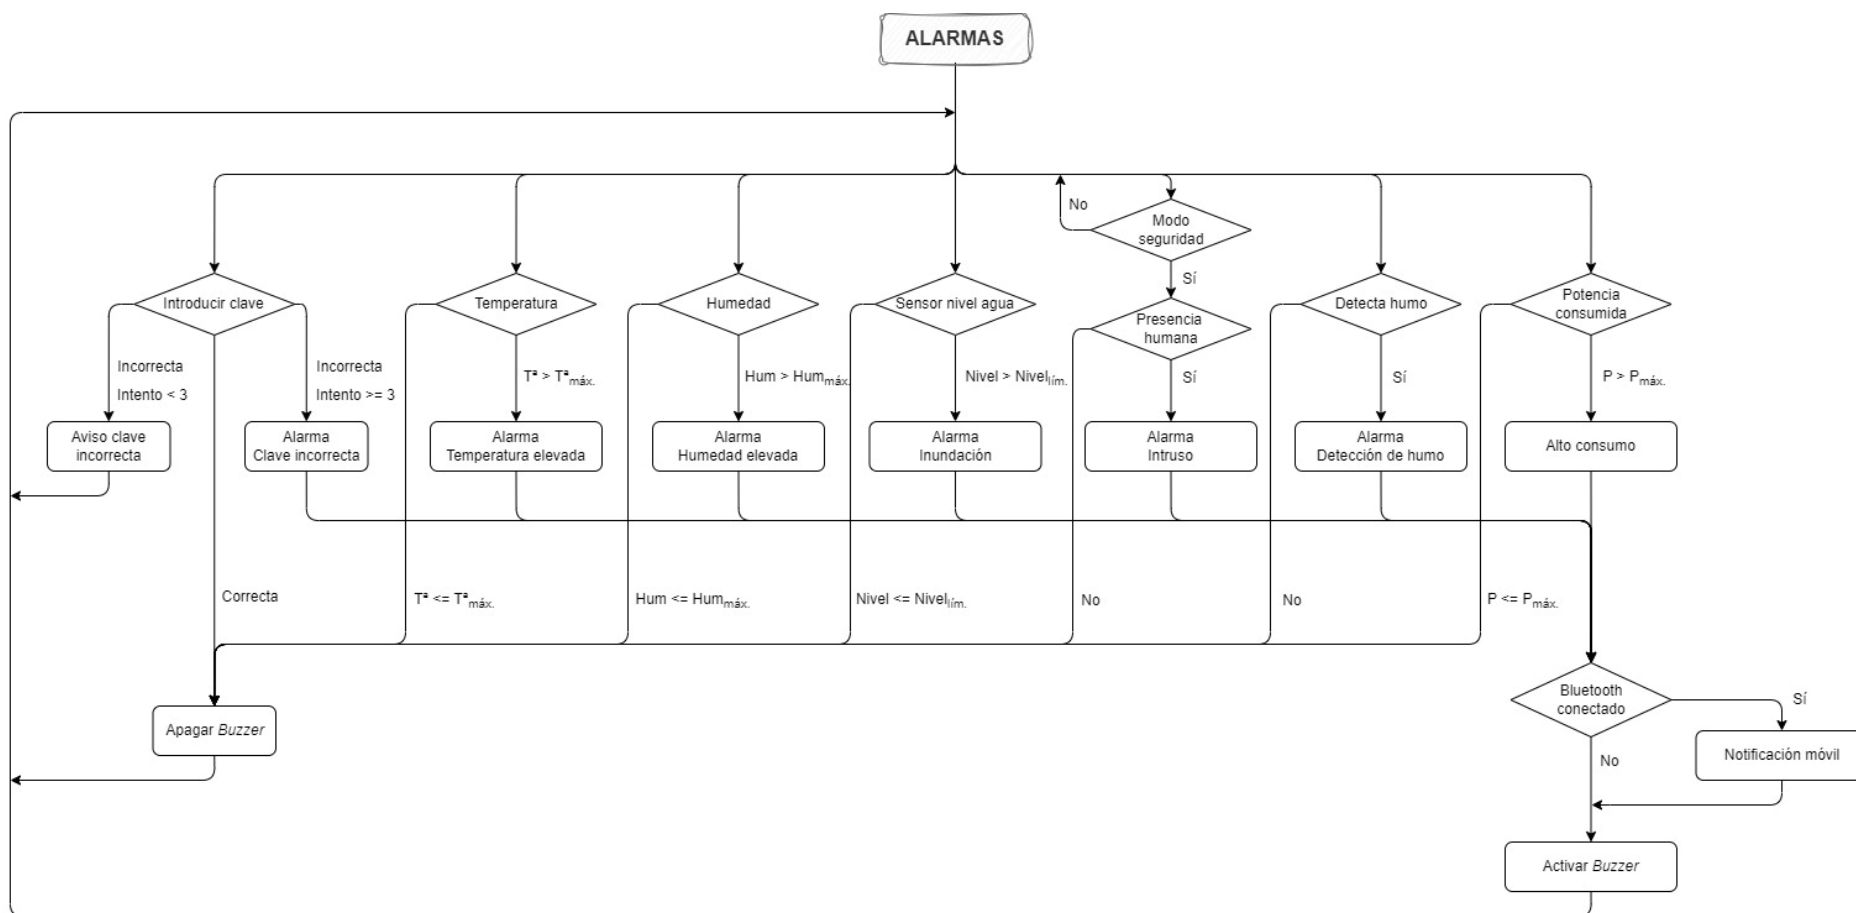 ALARMAS
No
Modo
seguridad
Sí
Introducir clave
Temperatura
Humedad
Sensor nivel agua
Presencia
humana
Detecta humo
Potencia
consumida
Incorrecta
Intento < 3
Incorrecta
Intento >= 3
Tª > Tªmáx.
Hum > Hummáx.
Nivel > Nivellím.
Sí
Sí
P > Pmáx.
Aviso clave
incorrecta
Alarma
Clave incorrecta
Alarma
Temperatura elevada
Alarma
Humedad elevada
Alarma
Inundación
Alarma
Intruso
Alarma
Detección de humo
Alto consumo
Correcta
Tª <= Tªmáx.
Hum <= Hummáx.
Nivel <= Nivellím.
No
No
P <= Pmáx.
Apagar Buzzer
Bluetooth
conectado
Sí
No
Notificación móvil
Activar Buzzer